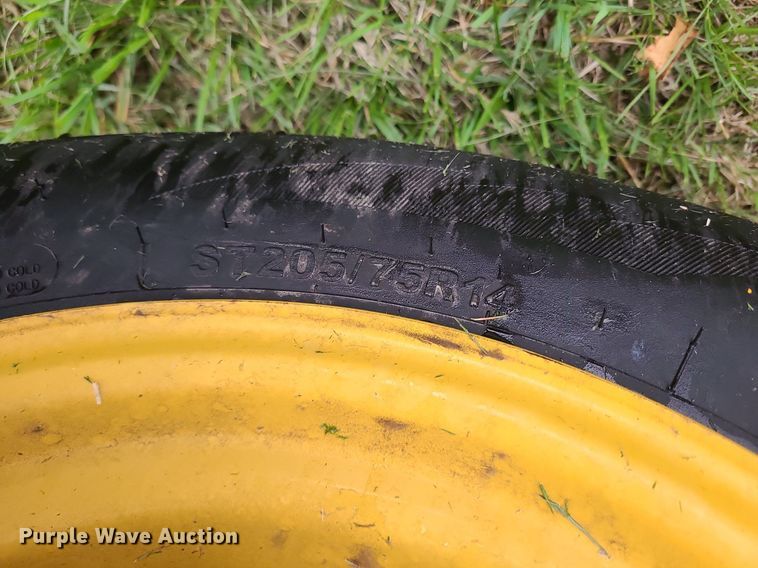 COLD
COLD
ST205/75R14
Purple Wave Auction